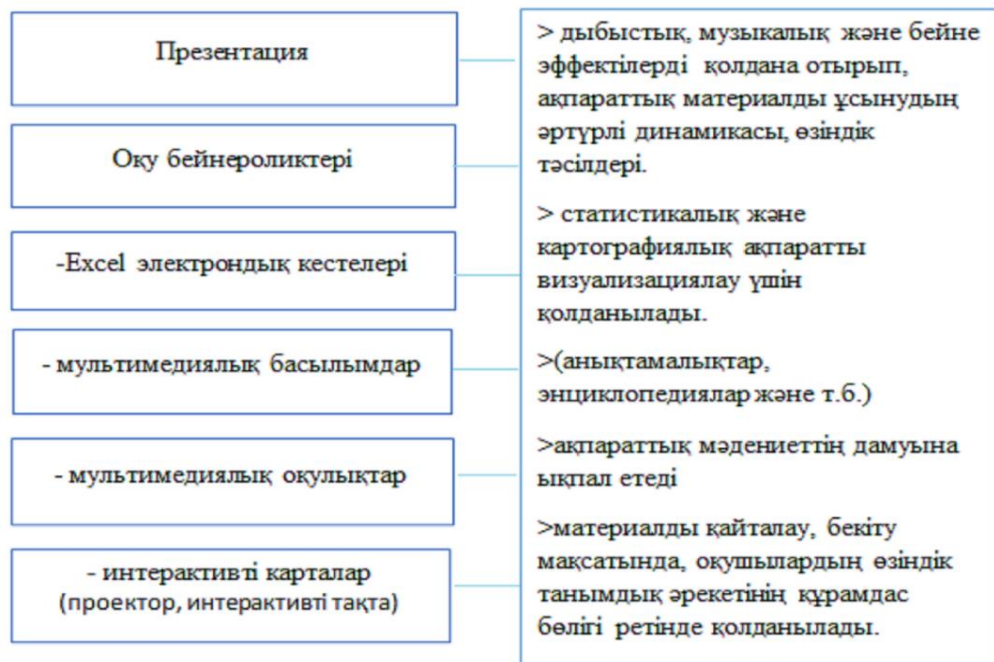 Презентация
Оқу бейнероликтері
-Excel электрондық кестелері
- мультимедиялық басылымдар
- мультимедиялық оқулықтар
- интерактивті карталар
(проектор, интерактивті тақта)
> дыбыстық, музыкалық және бейне
эффектілерді қолдана отырып,
ақпараттық материалды ұсынудың
әртүрлі динамикасы, өзіндік
тәсілдері.
> статистикалық және
картографиялық ақпаратты
визуализациялау үшін
қолданылады.
>(анықтамалықтар,
энциклопедиялар және т.б.)
>ақпараттық мәдениеттің дамуына
ықпал етеді
>материалды қайталау, бекіту
мақсатында, оқушылардың өзіндік
танымдық әрекетінің құрамдас
бөлігі ретінде қолданылады.